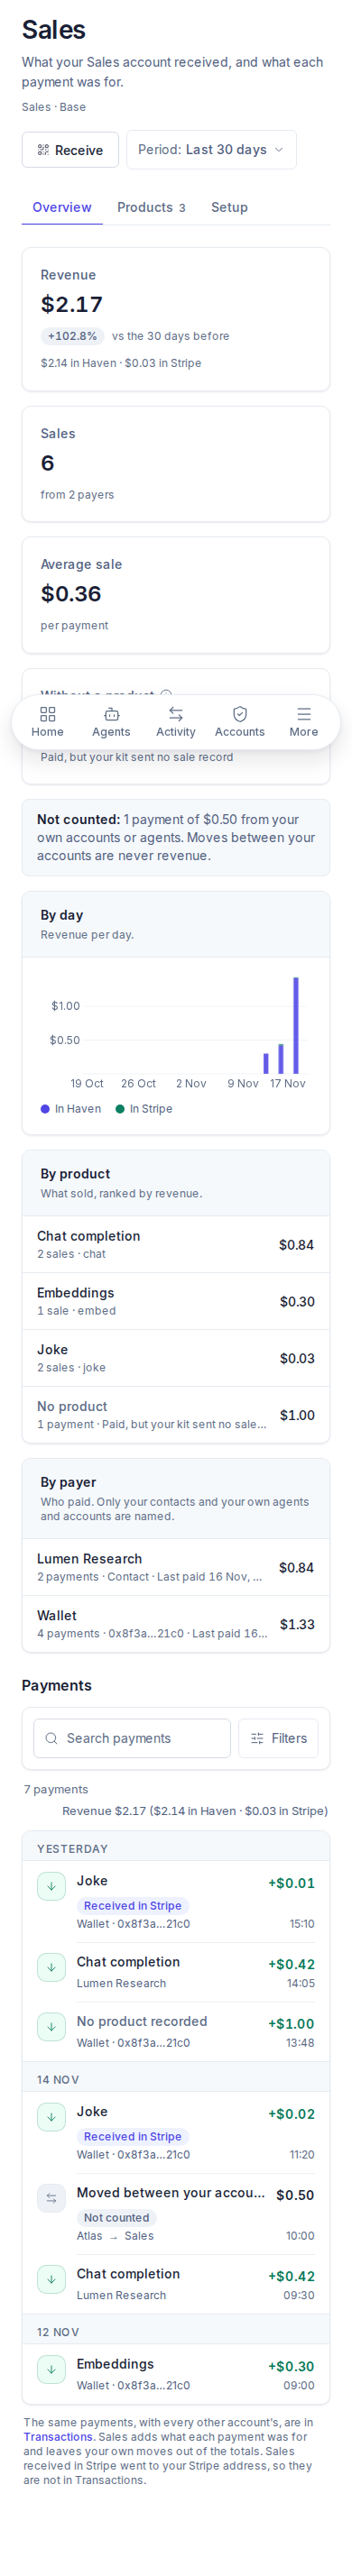 Sales
What your Sales account received, and what each
payment was for.
Sales · Base
Receive
Period: Last 30 days
Overview
Products 3
Setup
Revenue
$2.17
+102.8% vs the 30 days before
$2.14 in Haven · $0.03 in Stripe
Sales
6
from 2 payers
Average sale
$0.36
per payment
Without a product
Home
Agents
Activity
Accounts
More
Paid, but your kit sent no sale record
Not counted: 1 payment of $0.50 from your
own accounts or agents. Moves between your
accounts are never revenue.
By day
Revenue per day.
$1.00
$0.50
19 Oct
26 Oct
2 Nov
9 Nov
17 Nov
In Haven
In Stripe
By product
What sold, ranked by revenue.
Chat completion
$0.84
2 sales · chat
Embeddings
$0.30
1 sale · embed
Joke
$0.03
2 sales · joke
No product
$1.00
1 payment · Paid, but your kit sent no sale...
By payer
Who paid. Only your contacts and your own agents
and accounts are named.
Lumen Research
$0.84
2 payments · Contact · Last paid 16 Nov, ...
Wallet
$1.33
4 payments · 0x8f3a...21c0 · Last paid 16...
Payments
Search payments
Filters
7 payments
Revenue $2.17 ($2.14 in Haven · $0.03 in Stripe)
YESTERDAY
Joke
+$0.01
Received in Stripe
Wallet · 0x8f3a...21c0
15:10
Chat completion
+$0.42
Lumen Research
14:05
No product recorded
+$1.00
Wallet · 0x8f3a...21c0
13:48
14 NOV
Joke
+$0.02
Received in Stripe
Wallet · 0x8f3a...21c0
11:20
Moved between your accou...
$0.50
Not counted
Atlas → Sales
10:00
Chat completion
+$0.42
Lumen Research
09:30
12 NOV
Embeddings
+$0.30
Wallet · 0x8f3a...21c0
09:00
The same payments, with every other account's, are in
Transactions. Sales adds what each payment was for
and leaves your own moves out of the totals. Sales
received in Stripe went to your Stripe address, so they
are not in Transactions.